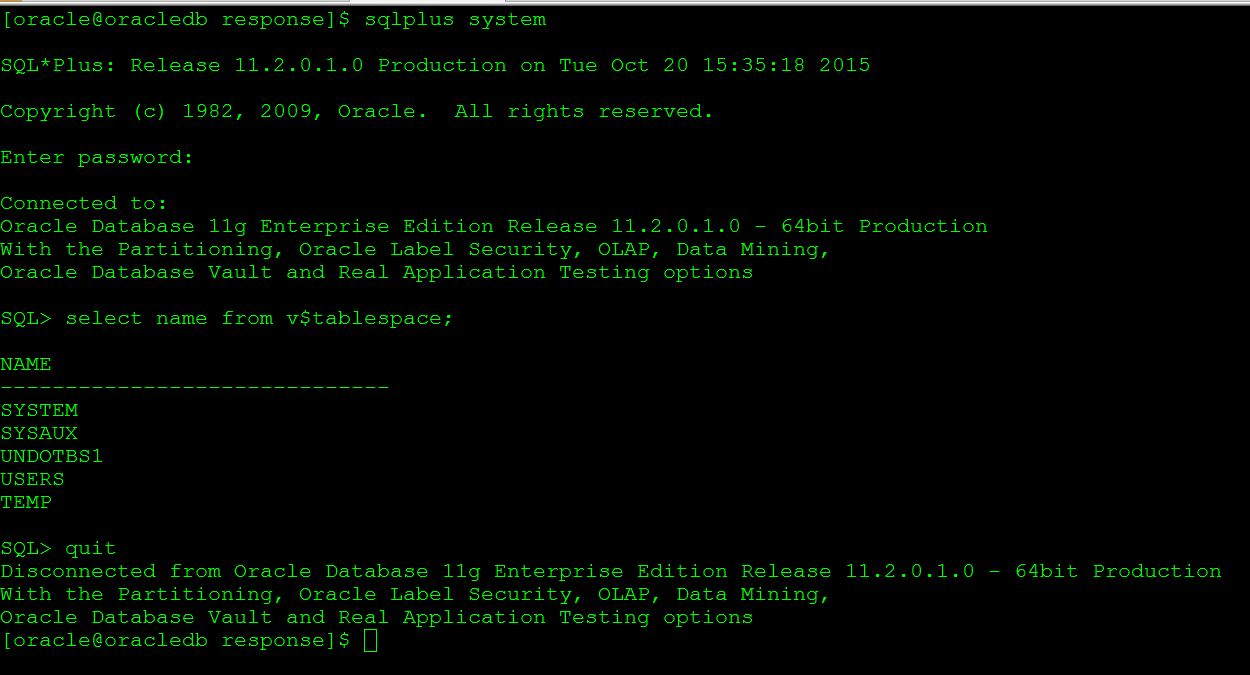 [oracle@oracledb response]$ sqlplus system
SQL*Plus: Release 11.2.0.1.0 Production on Tue Oct 20 15:35:18 2015
Copyright (c) 1982, 2009, Oracle.  All rights reserved.
Enter password:
Connected to:
Oracle Database 11g Enterprise Edition Release 11.2.0.1.0 - 64bit Production
With the Partitioning, Oracle Label Security, OLAP, Data Mining,
Oracle Database Vault and Real Application Testing options
SQL> select name from v$tablespace;
NAME
------------------------------
SYSTEM
SYSAUX
UNDOTBS1
USERS
TEMP
SQL> quit
Disconnected from Oracle Database 11g Enterprise Edition Release 11.2.0.1.0 - 64bit Production
With the Partitioning, Oracle Label Security, OLAP, Data Mining,
Oracle Database Vault and Real Application Testing options
[oracle@oracledb response]$